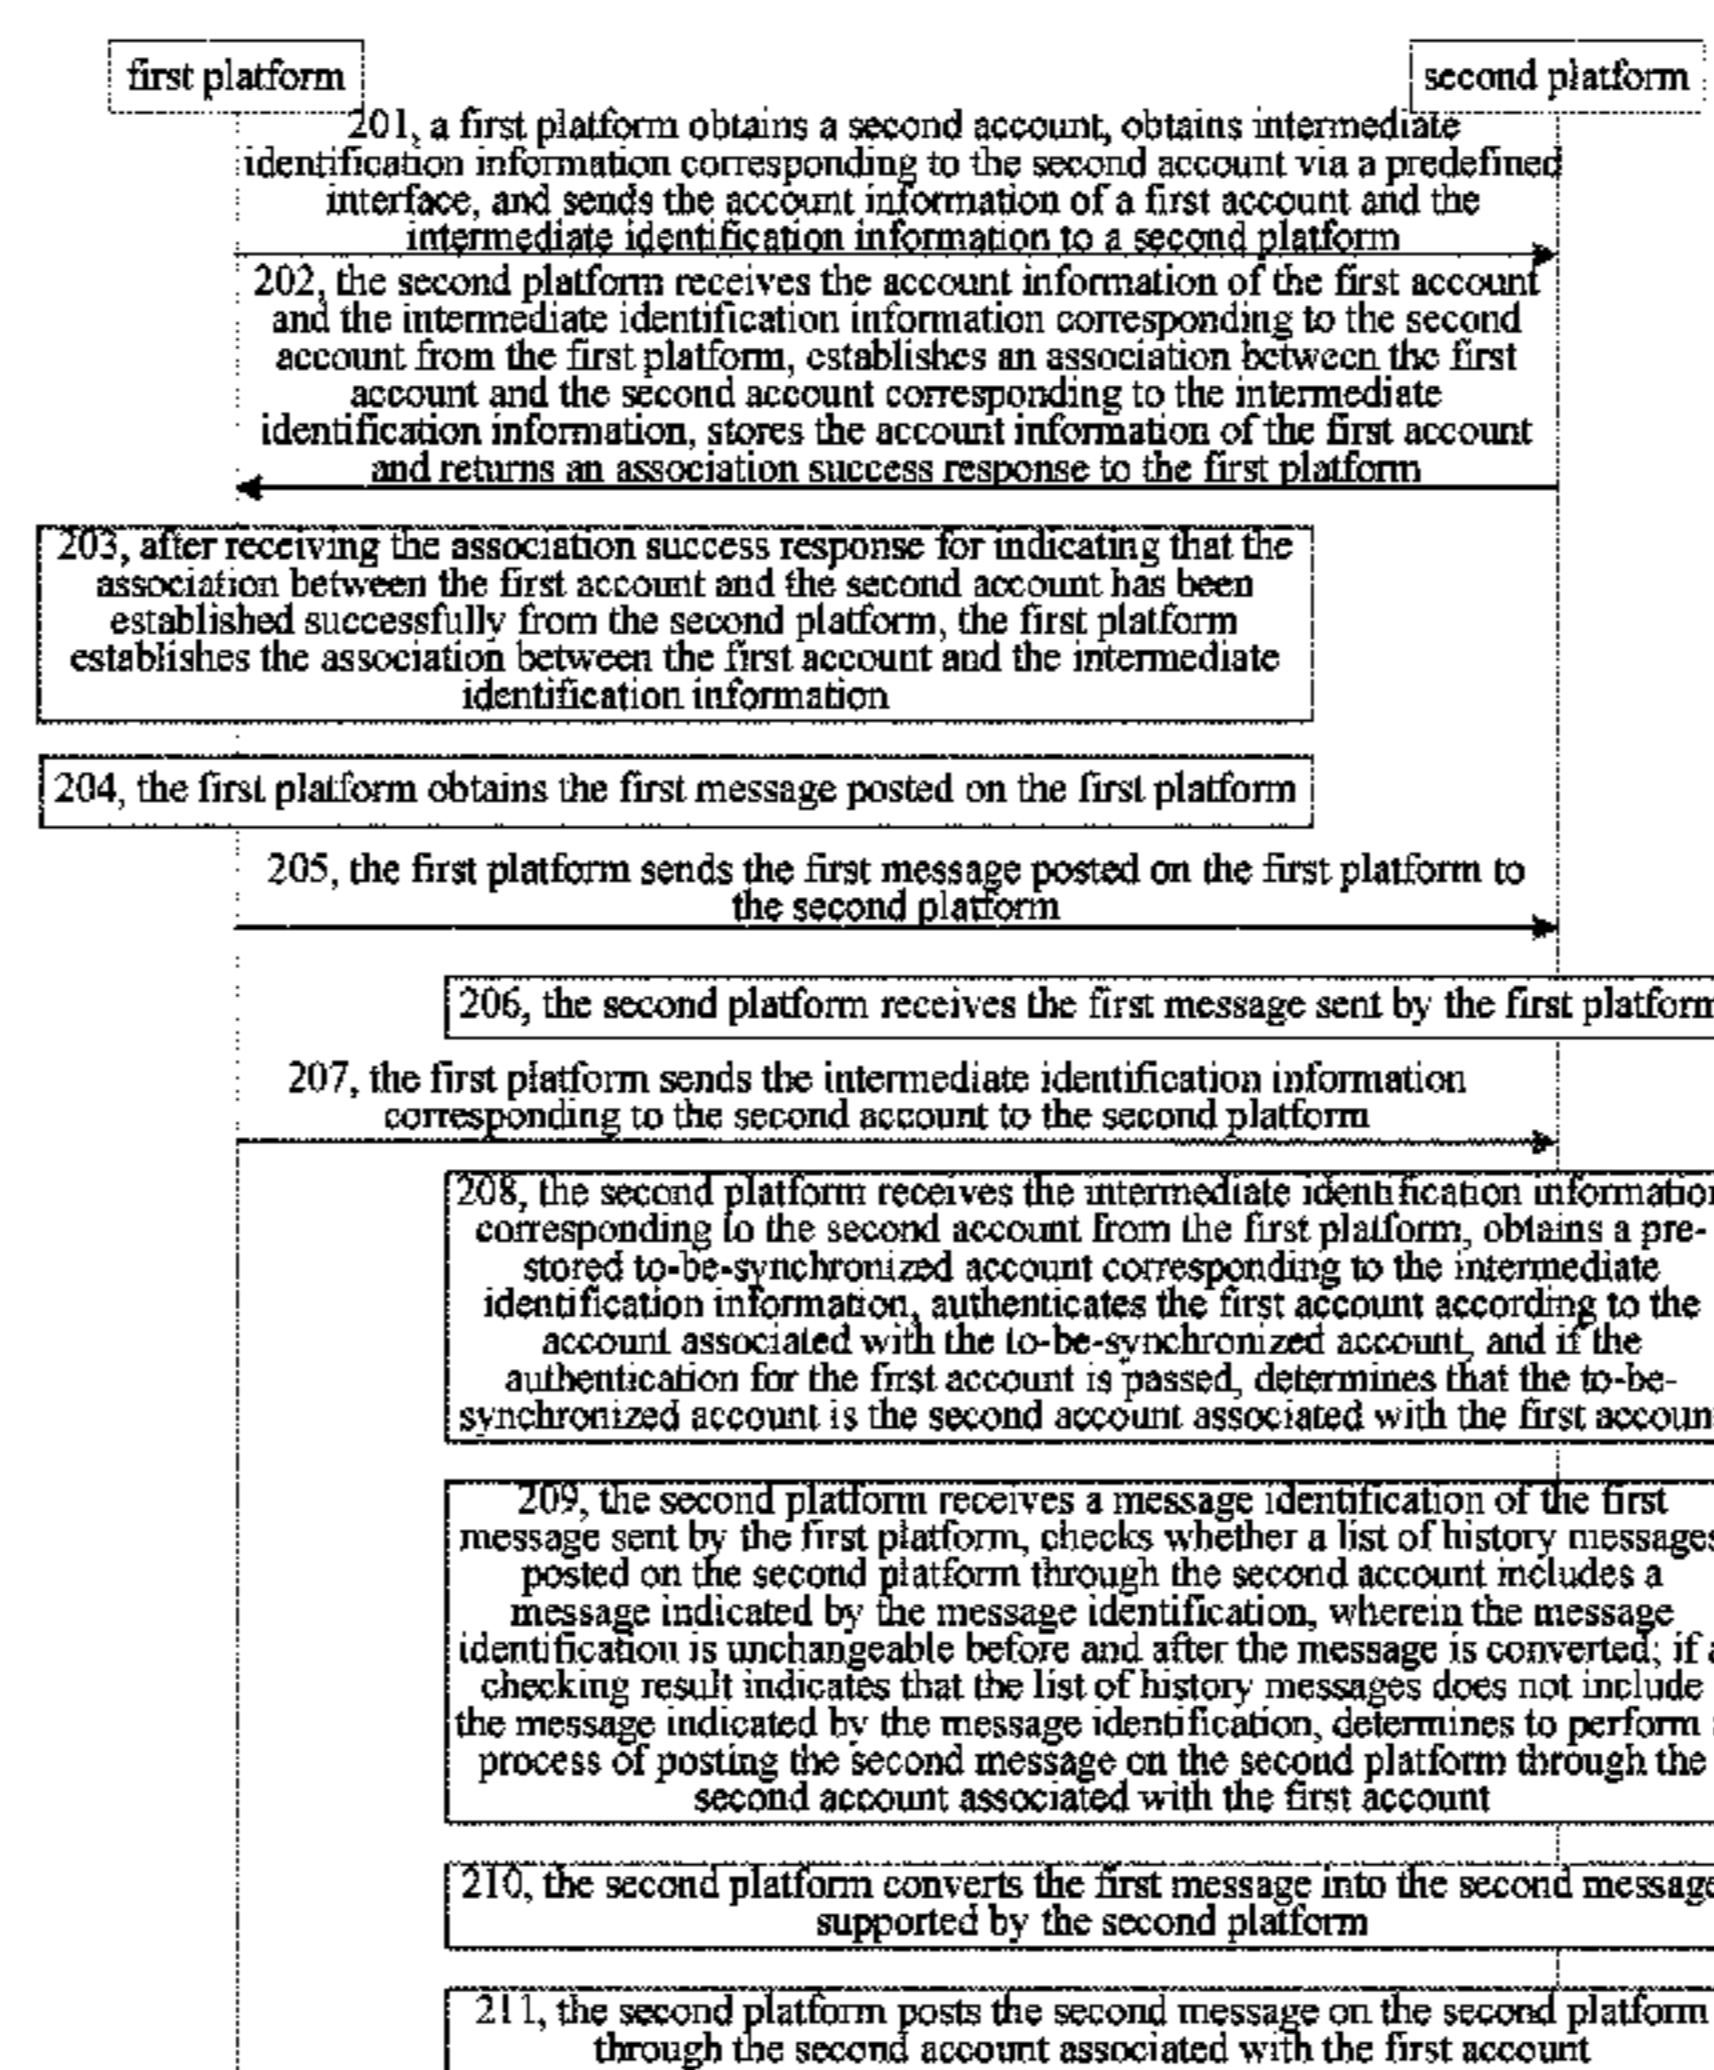 first platform
second platform
201, a first platform obtains a second account, obtains intermediate
identification information corresponding to the second account via a predefined
interface, and sends the account information of a first account and the
intermediate identification information to a second platform
202, the second platform receives the account information of the first account
and the intermediate identification information corresponding to the second
account from the first platform, establishes an association between the first
account and the second account corresponding to the intermediate
identification information, stores the account information of the first account
and returns an association success response to the first platform
203, after receiving the association success response for indicating that the
association between the first account and the second account has been
established successfully from the second platform, the first platform
establishes the association between the first account and the intermediate
identification information
204, the first platform obtains the first message posted on the first platform
205, the first platform sends the first message posted on the first platform to
the second platform
206, the second platform receives the first message sent by the first platform
207, the first platform sends the intermediate identification information
corresponding to the second account to the second platform
208, the second platform receives the intermediate identification information
corresponding to the second account from the first platform, obtains a pre-
stored to-be-synchronized account corresponding to the intermediate
identification information, authenticates the first account according to the
account associated with the to-be-synchronized account, and if the
authentication for the first account is passed, determines that the to-be-
synchronized account is the second account associated with the first account
209, the second platform receives a message identification of the first
message sent by the first platform, checks whether a list of history messages
posted on the second platform through the second account includes a
message indicated by the message identification, wherein the message
identification is unchangeable before and after the message is converted; if a
checking result indicates that the list of history messages does not include
the message indicated by the message identification, determines to perform
process of posting the second message on the second platform through the
second account associated with the first account
210, the second platform converts the first message into the second message
supported by the second platform
211, the second platform posts the second message on the second platform
through the second account associated with the first account